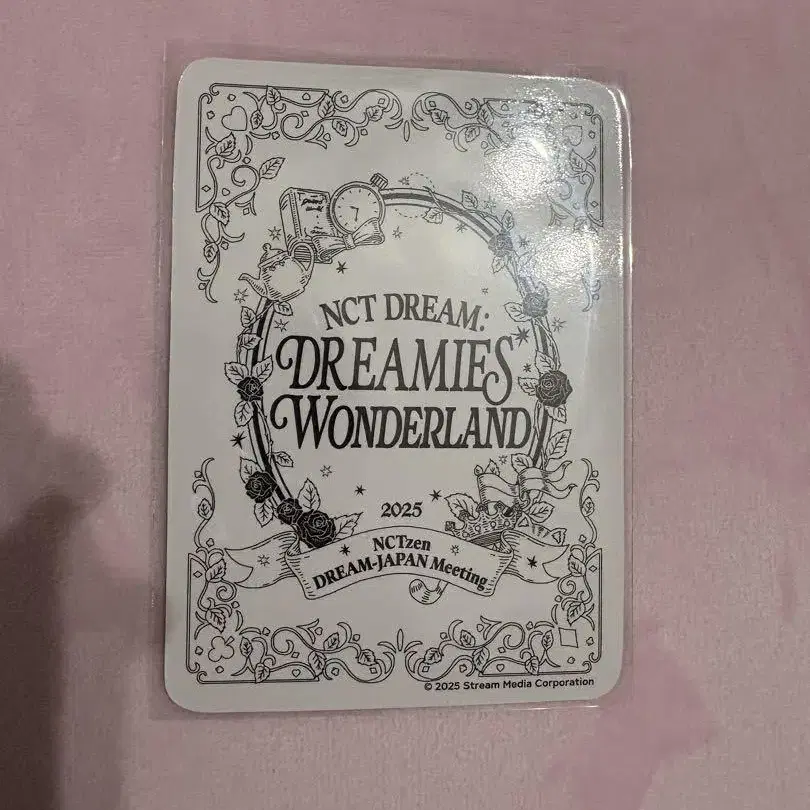 NCT DREAM:
DREAMIES
WONDERLAND
2025
NCTzen
DREAM-JAPAN Meeting
© 2025 Stream Media Corporation